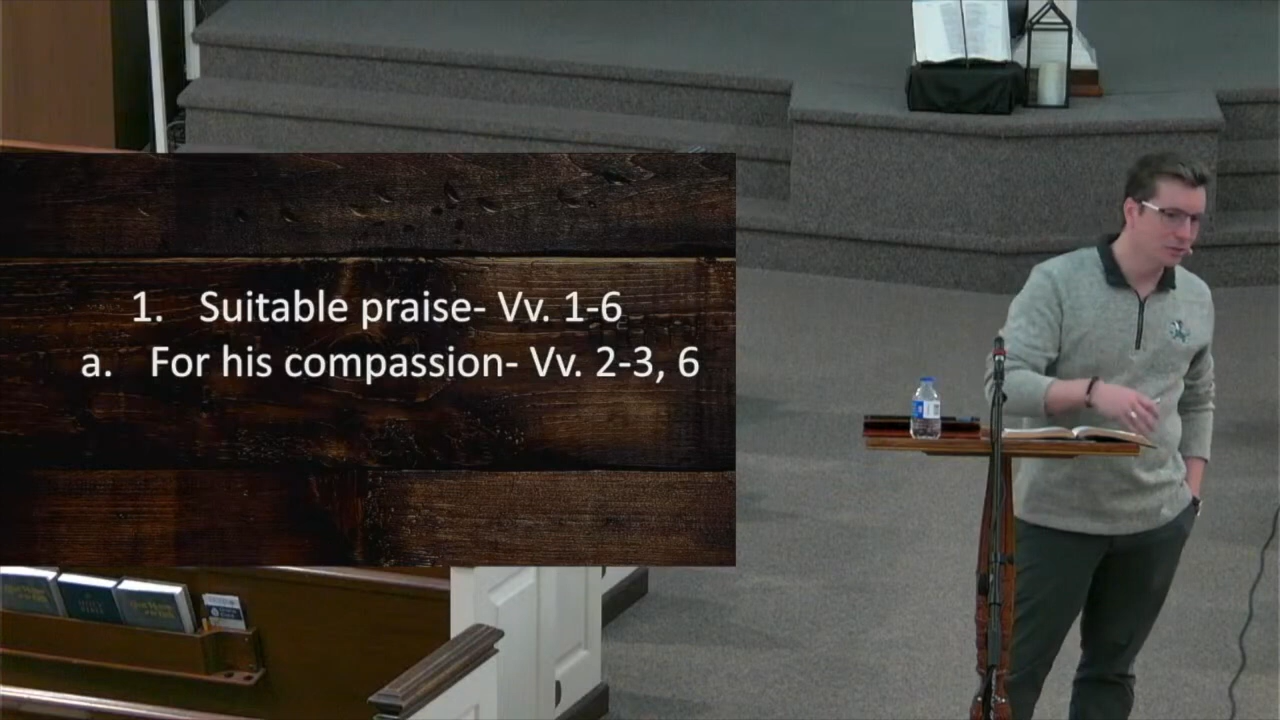 1. Suitable praise- Vv. 1-6
a. For his compassion- Vv. 2-3, 6